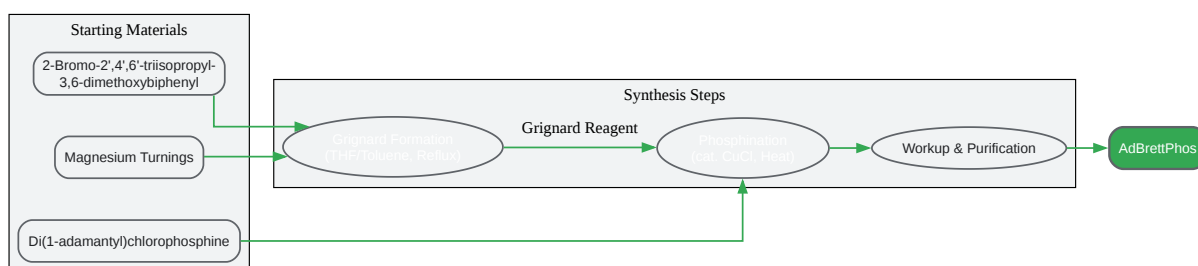 Starting Materials
2-Bromo-2',4',6'-triisopropyl-
3,6-dimethoxybiphenyl
Magnesium Turnings
Di(1-adamantyl)chlorophosphine
Synthesis Steps
Grignard Formation
(THF/Toluene, Reflux)
Grignard Reagent
Phosphination
(cat. CuCl, Heat)
Workup & Purification
AdBrettPhos